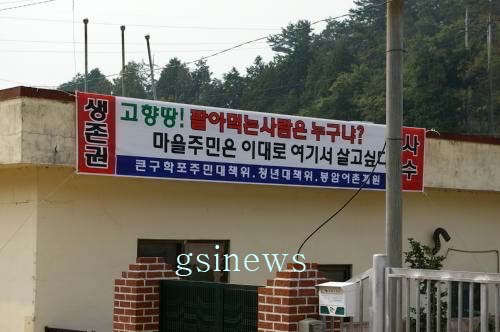 생존권
고향땅! 팔아먹는사람은 누구냐?
마을주민은 이대로 여기서 살고싶다
큰구학포주민대책위.청년대책위.봉암어촌계원
사수
gsinews